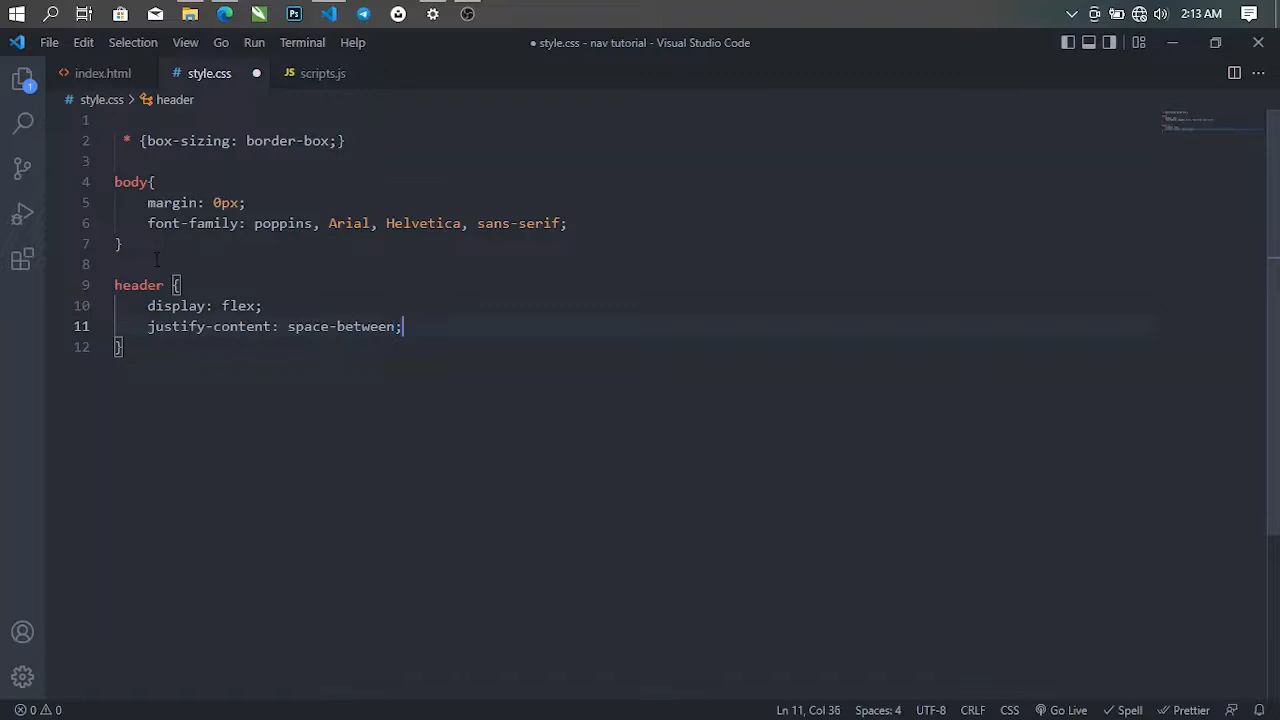 Ps
2:13 AM
File Edit Selection View Go Run Terminal Help
● style.css - nav tutorial - Visual Studio Code
1
<> index.html
# style.css
JS scripts.js
# style.css > header
1
2 * {box-sizing: border-box;}
3
4 body{
5 margin: 0px;
6 font-family: poppins, Arial, Helvetica, sans-serif;
7 }
8
9 header {
10 display: flex;
11 justify-content: space-between;
12 }
0 0 Ln 11, Col 36 Spaces: 4 UTF-8 CRLF CSS Go Live Spell Prettier